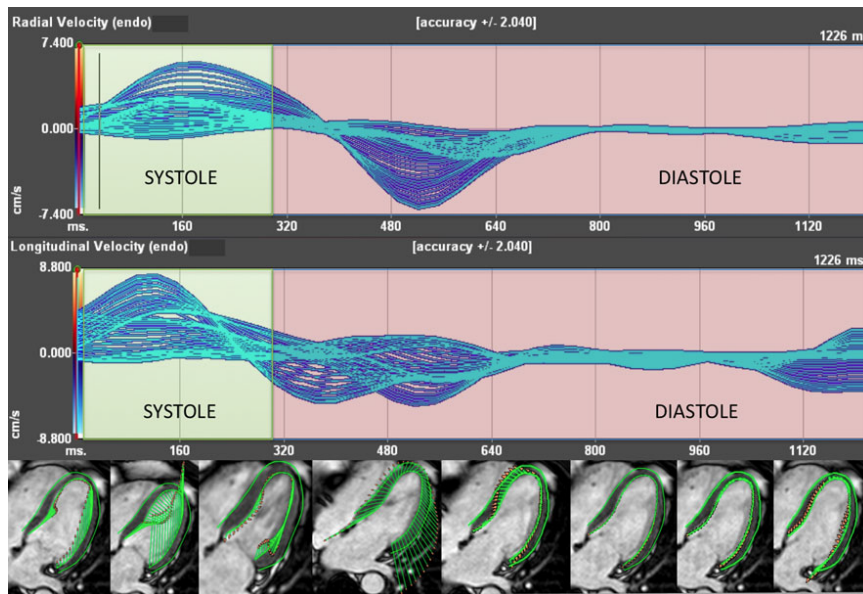 Radial Velocity (endo) [accuracy +/- 2.040]
7.400 1226 ms
0.000
SYSTOLE DIASTOLE
cm/s
-7.400
ms. 160 320 480 640 800 960 1120
Longitudinal Velocity (endo) [accuracy +/- 2.040]
8.800 1226 ms
0.000
SYSTOLE DIASTOLE
cm/s
-8.800
ms. 160 320 480 640 800 960 1120